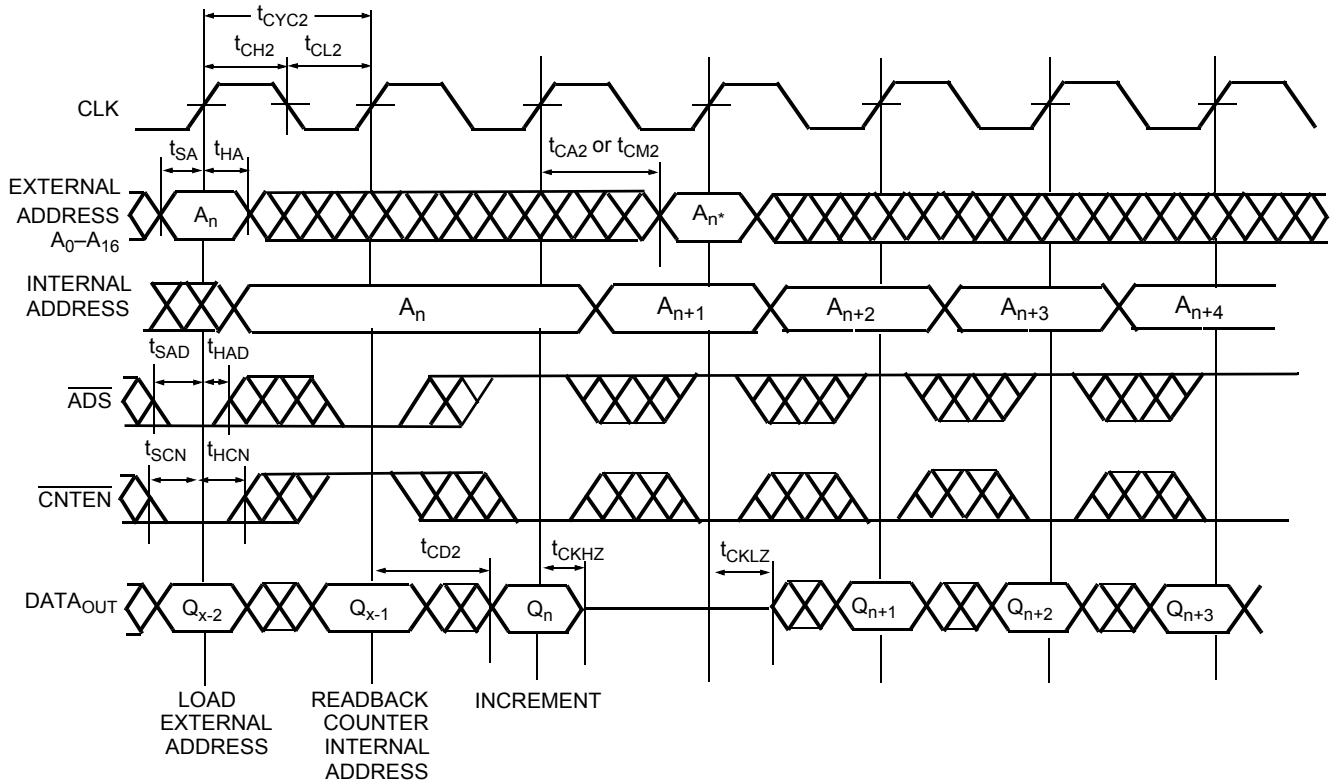 tCYC2
tCH2
tCL2
CLK
tSA
tHA
tCA2 or tCM2
EXTERNAL
ADDRESS
A0–A16
An
An*
INTERNAL
ADDRESS
An
An+1
An+2
An+3
An+4
tSAD
tHAD
ADS
tSCN
tHCN
CNTEN
tCD2
tCKHZ
tCKLZ
DATAOUT
Qx-2
Qx-1
Qn
Qn+1
Qn+2
Qn+3
LOAD
EXTERNAL
ADDRESS
READBACK
COUNTER
INTERNAL
ADDRESS
INCREMENT